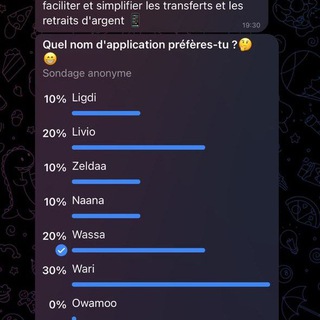 faciliter et simplifier les transferts et les
retraits d'argent
19:30
Quel nom d'application préfères-tu ?🤔
😁
Sondage anonyme
10% Ligdi
20% Livio
10% Zeldaa
10% Naana
20% Wassa
30% Wari
0% Owamoo